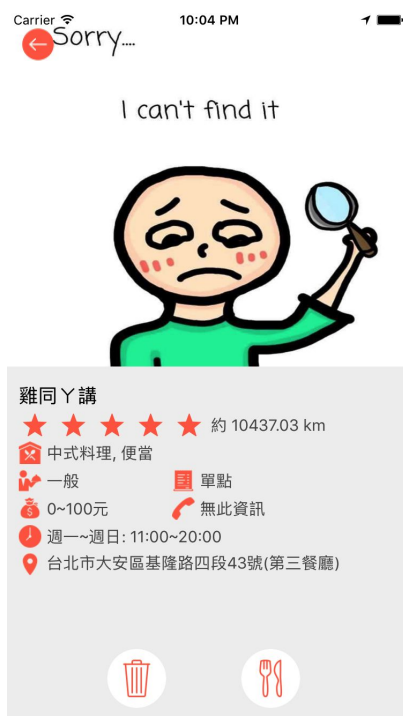 Carrier 10:04 PM
Sorry....
I can't find it
雞同ㄚ講
約 10437.03 km
中式料理, 便當
一般 單點
0~100元 無此資訊
週一~週日: 11:00~20:00
台北市大安區基隆路四段43號(第三餐廳)